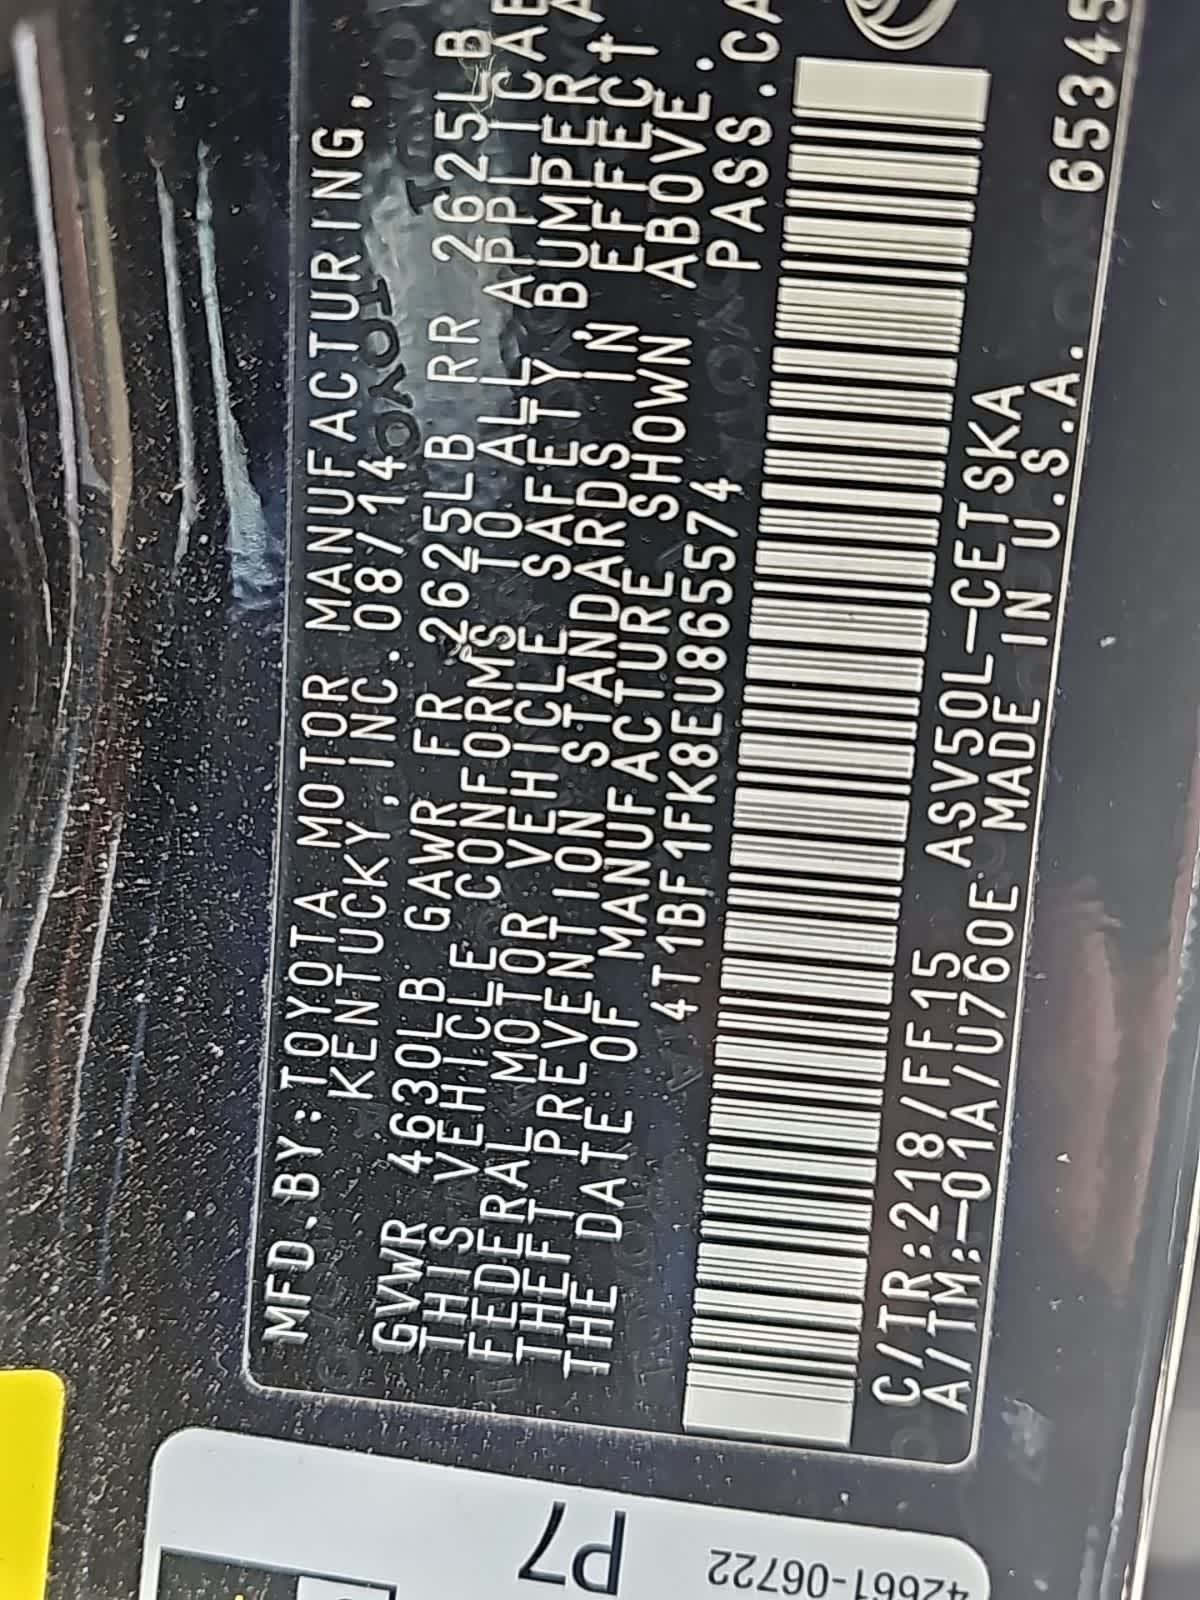 MFD.BY:TOYOTA MOTOR MANUFACTURING,
KENTUCKY,INC. 08/14
GVWR 4630LB GAWR FR 2625LB RR 2625LB
THIS VEHICLE CONFORMS TO ALL
FEDERAL MOTOR VEHICLE SAFETY, BUMPER
THEFT PREVENTION STANDARDS IN EFFECT
THE DATE OF MANUFACTURE SHOWN ABOVE.
4T1BF1FK8EU865574 PASS.CA
C/TR:218/FF15 ASV50L-CETSKA
A/TM:-01A/U760E MADE IN U.S.A. 65345
P7
42661-06722